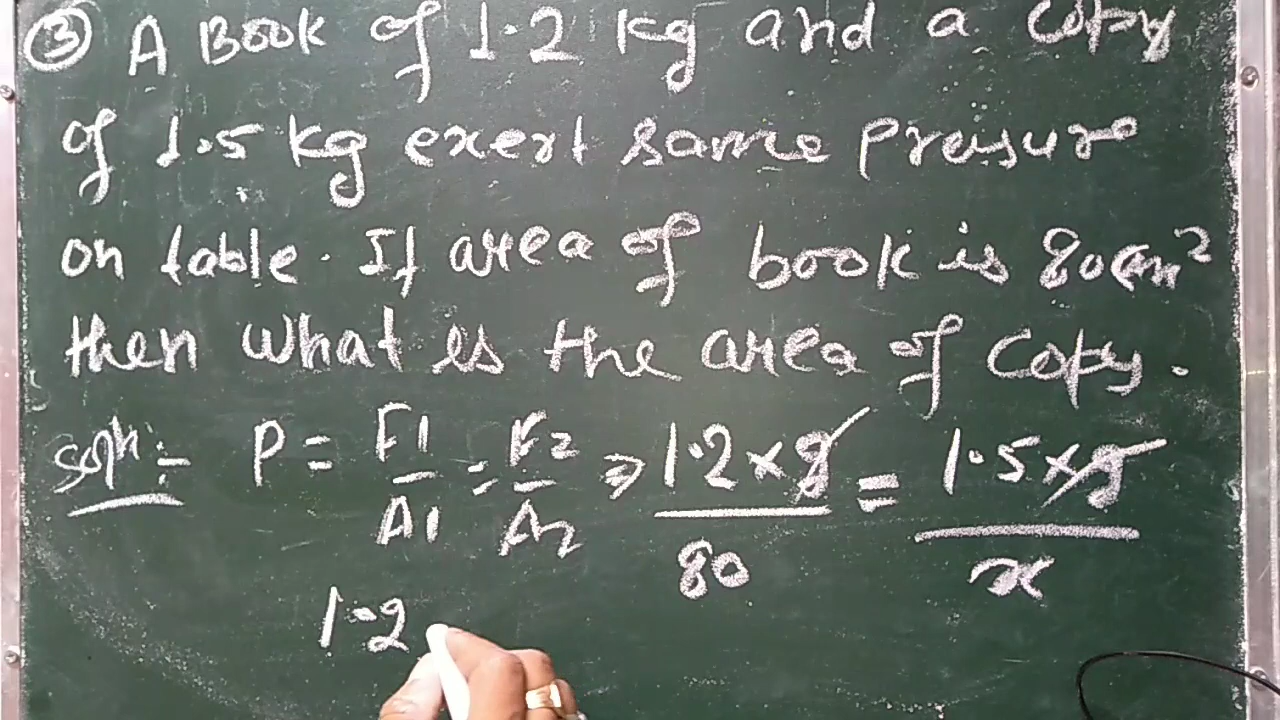 ③ A Book of 1.2 kg and a copy
of 1.5 kg exert same presure
on table. If area of book is 80cm²
then what is the area of copy.
Soln:- P = F1/A1 = F2/A2 ⇒ 1.2 × g/80 = 1.5 × g/x
1.2